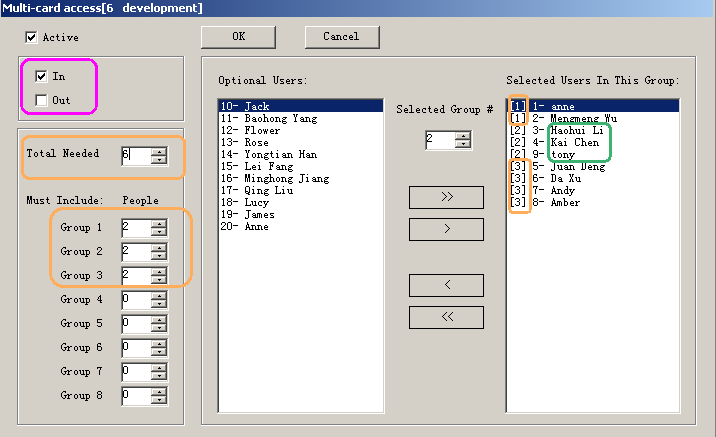 Multi-card access[6  development]
Active
OK
Cancel
In
Out
Total Needed 6
Must Include: People
Group 1 2
Group 2 2
Group 3 2
Group 4 0
Group 5 0
Group 6 0
Group 7 0
Group 8 0
Optional Users:
10- Jack
11- Baohong Yang
12- Flower
13- Rose
14- Yongtian Han
15- Lei Fang
16- Minghong Jiang
17- Qing Liu
18- Lucy
19- James
20- Anne
Selected Group #
2
>>
>
<
<<
Selected Users In This Group:
[1] 1- anne
[1] 2- Mengmeng Wu
[2] 3- Haohui Li
[2] 4- Kai Chen
[2] 9- tony
[3] 5- Juan Deng
[3] 6- Da Xu
[3] 7- Andy
[3] 8- Amber